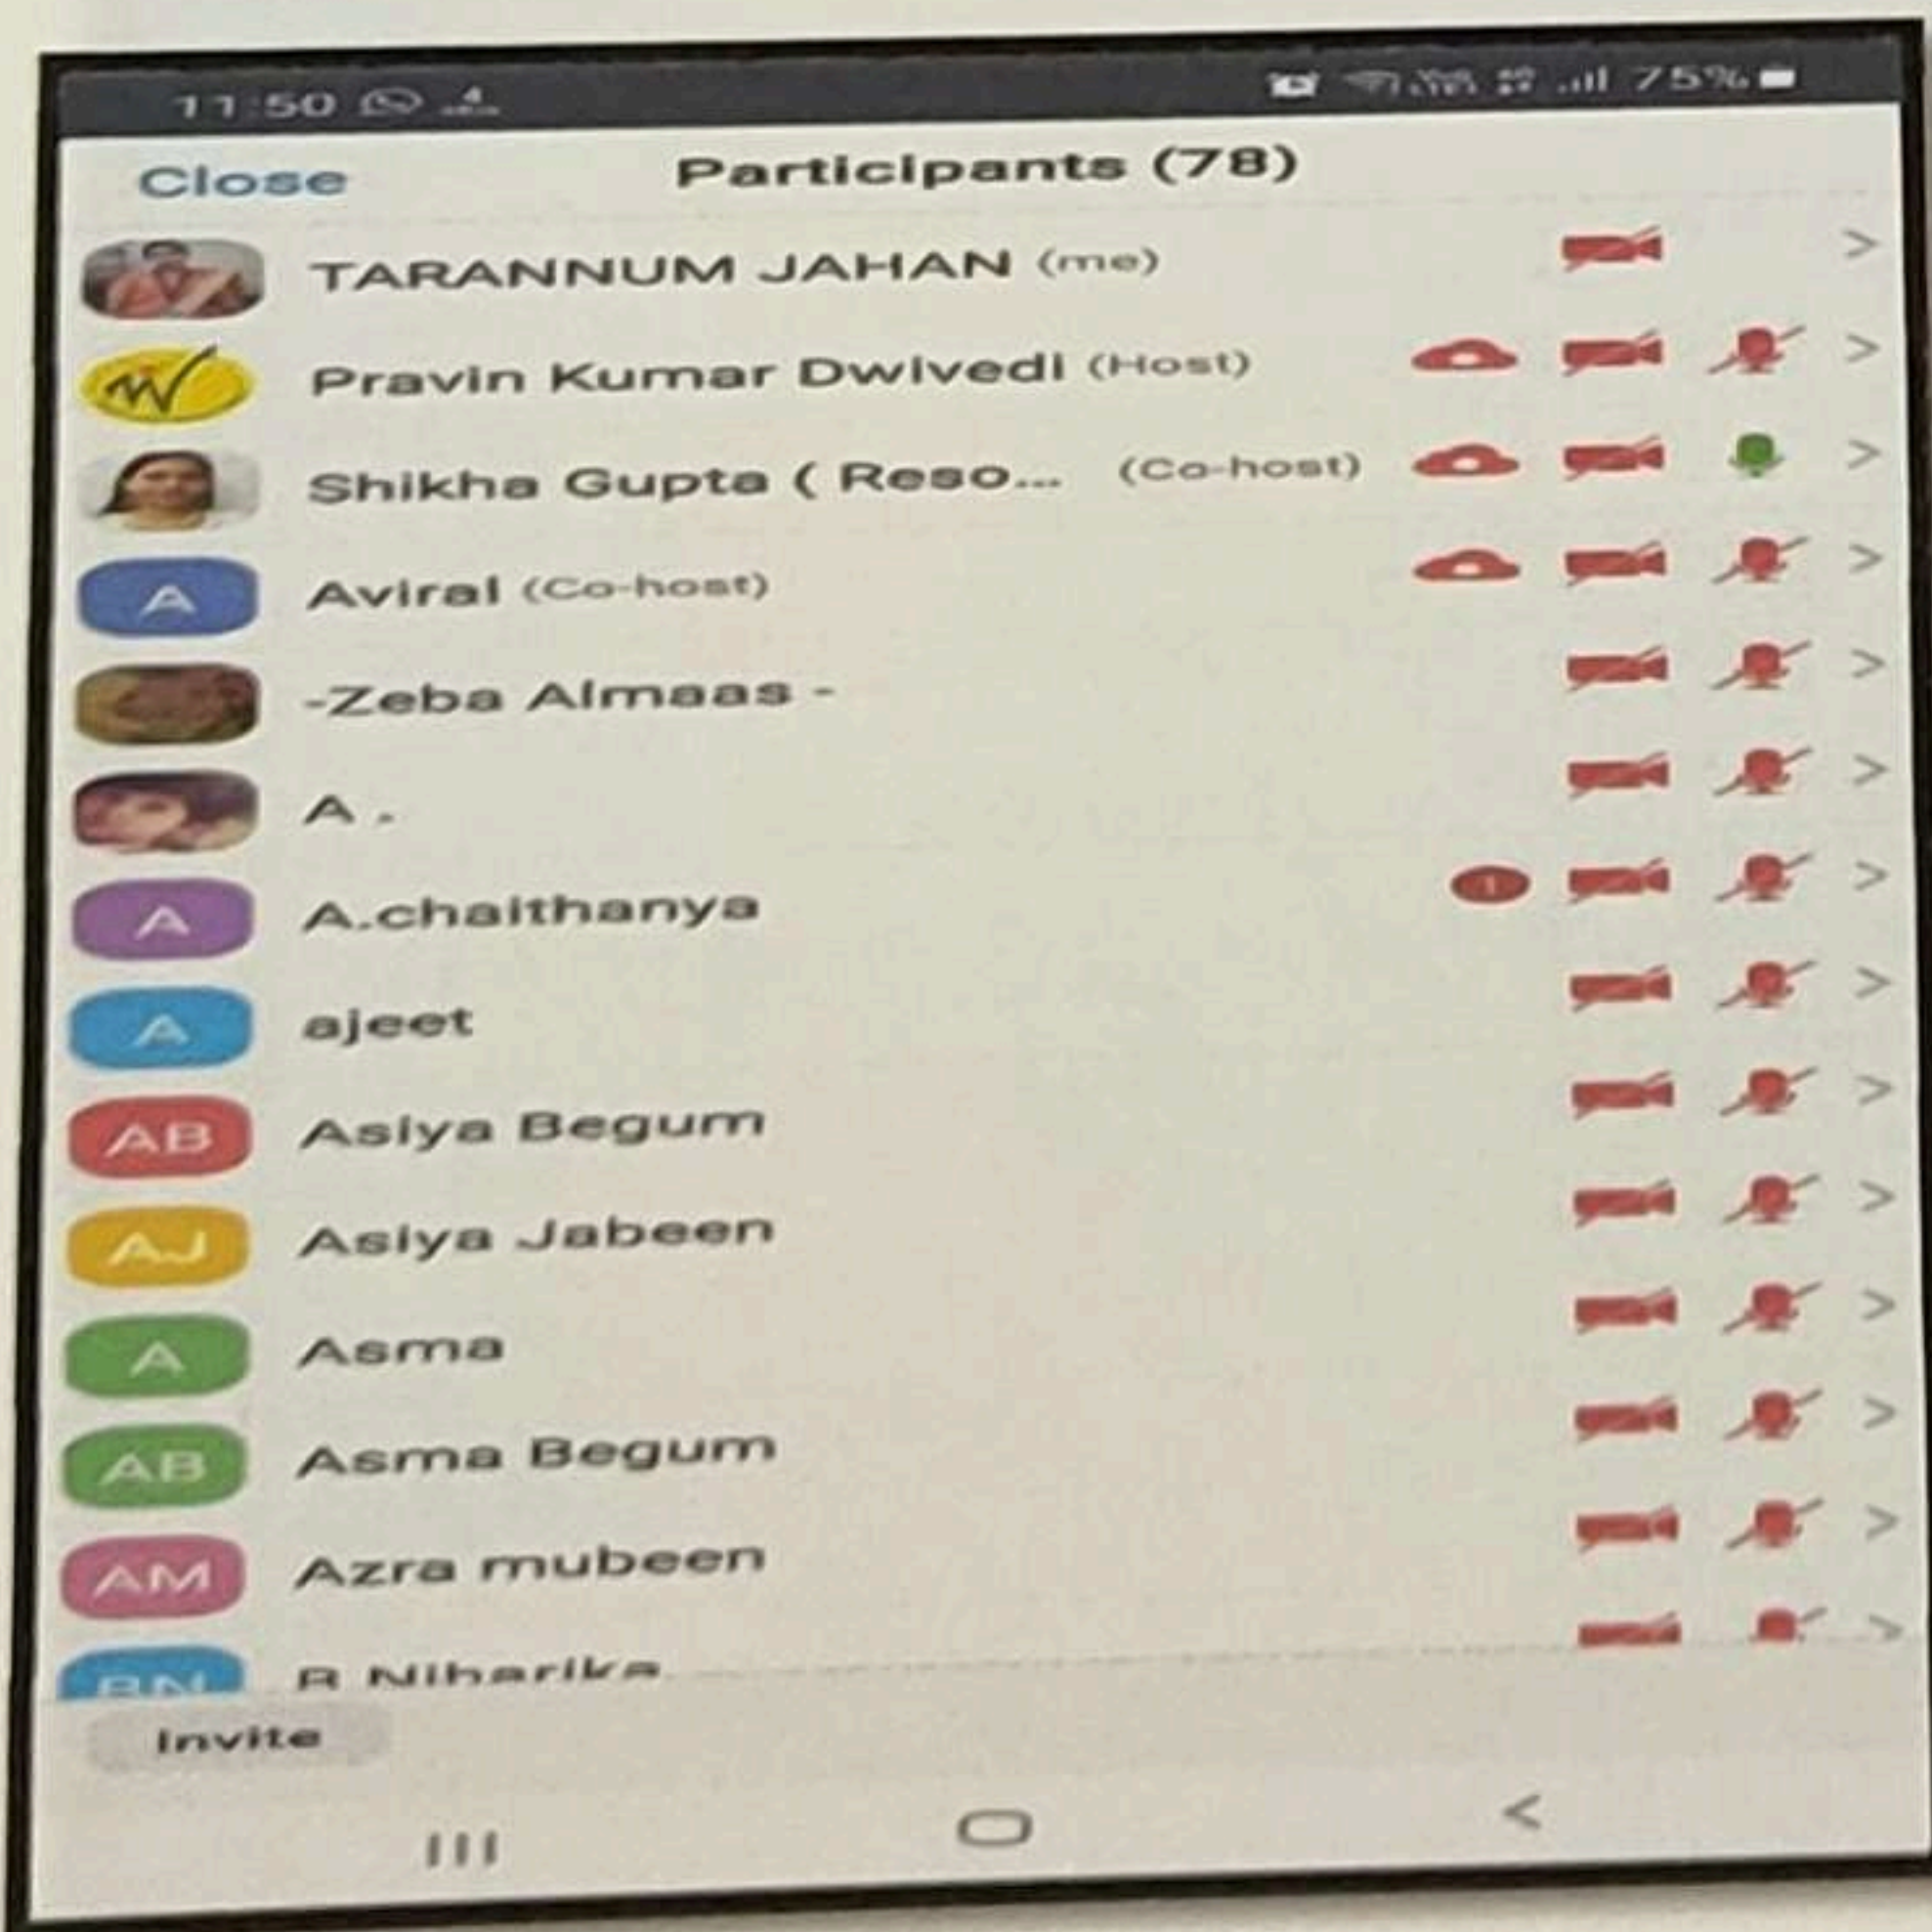 11:50 75%
Close Participants (78)
TARANNUM JAHAN (me)
W Pravin Kumar Dwivedi (Host)
Shikha Gupta ( Reso... (Co-host)
A Aviral (Co-host)
-Zeba Almaas -
A .
A A.chaithanya
A ajeet
AB Asiya Begum
AJ Asiya Jabeen
A Asma
AB Asma Begum
AM Azra mubeen
BN B Niharika
Invite